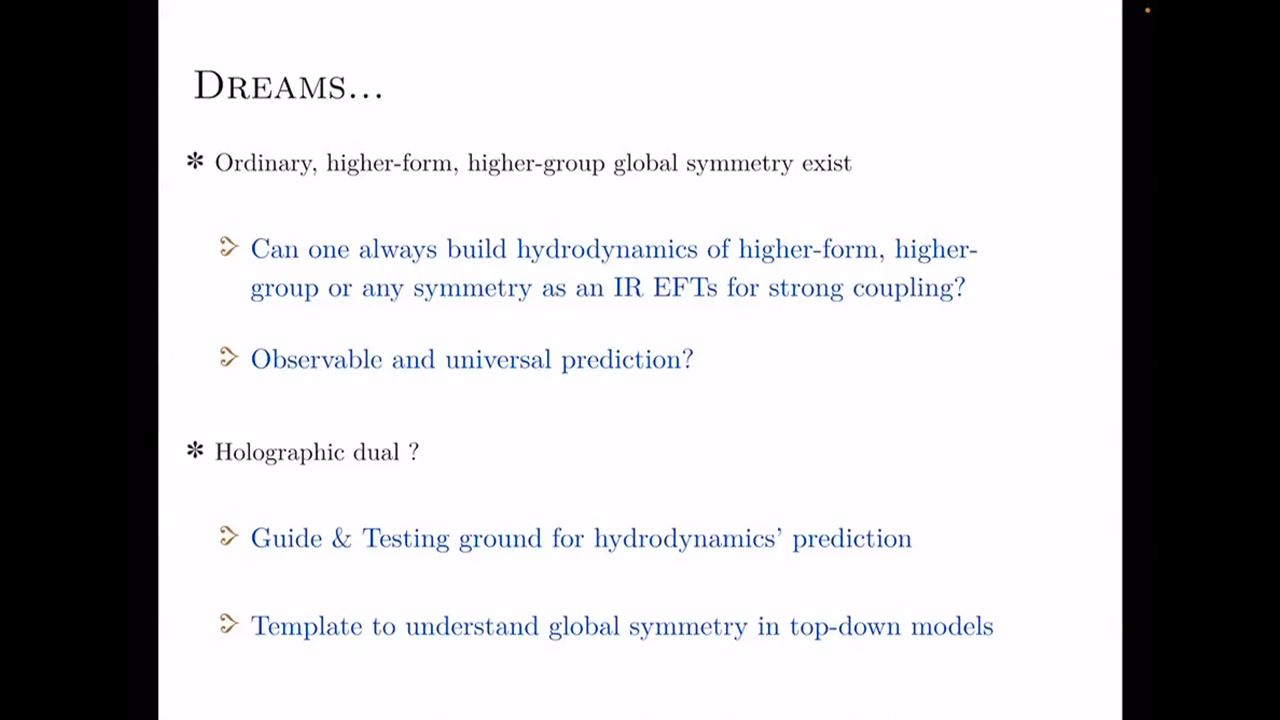 DREAMS...
✻ Ordinary, higher-form, higher-group global symmetry exist
Can one always build hydrodynamics of higher-form, higher-
group or any symmetry as an IR EFTs for strong coupling?
Observable and universal prediction?
✻ Holographic dual ?
Guide & Testing ground for hydrodynamics' prediction
Template to understand global symmetry in top-down models